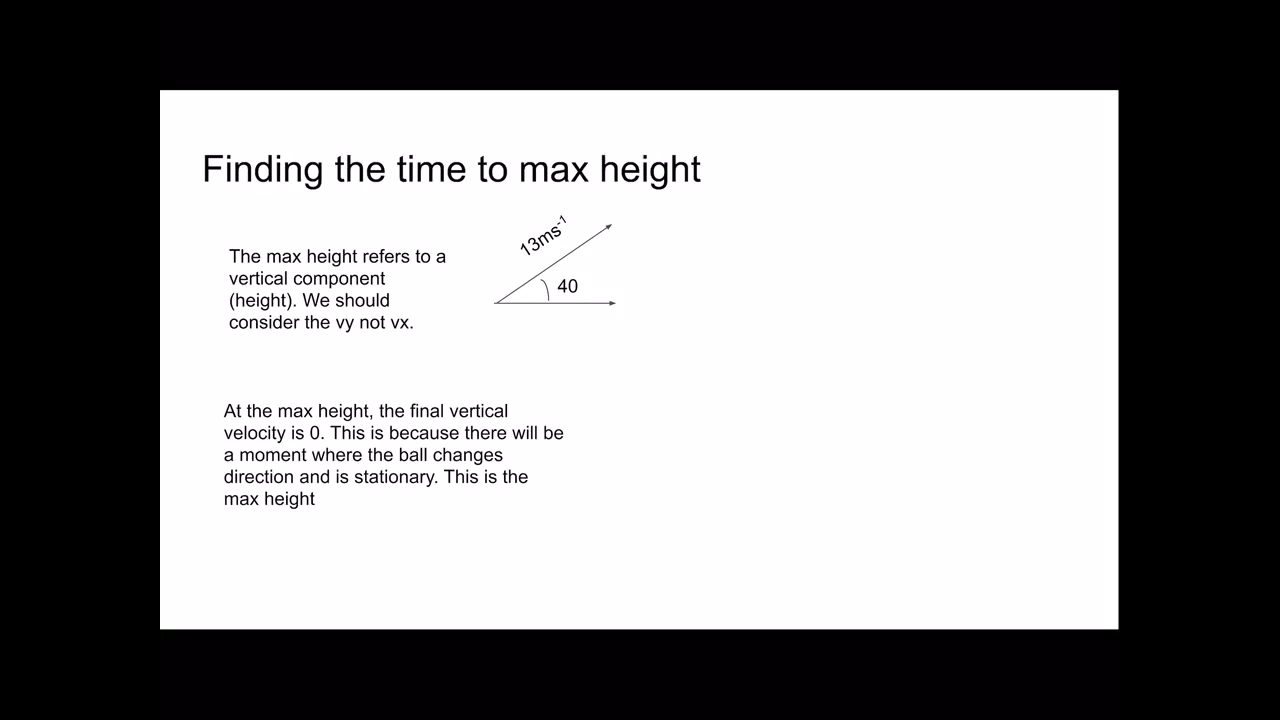 Finding the time to max height
The max height refers to a
vertical component
(height). We should
consider the vy not vx.
13ms⁻¹
40
At the max height, the final vertical
velocity is 0. This is because there will be
a moment where the ball changes
direction and is stationary. This is the
max height